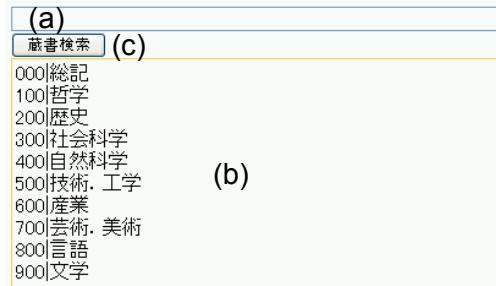 (a)
蔵書検索 (c)
000|総記
100|哲学
200|歴史
300|社会科学
400|自然科学
500|技術. 工学
(b)
600|産業
700|芸術. 美術
800|言語
900|文学